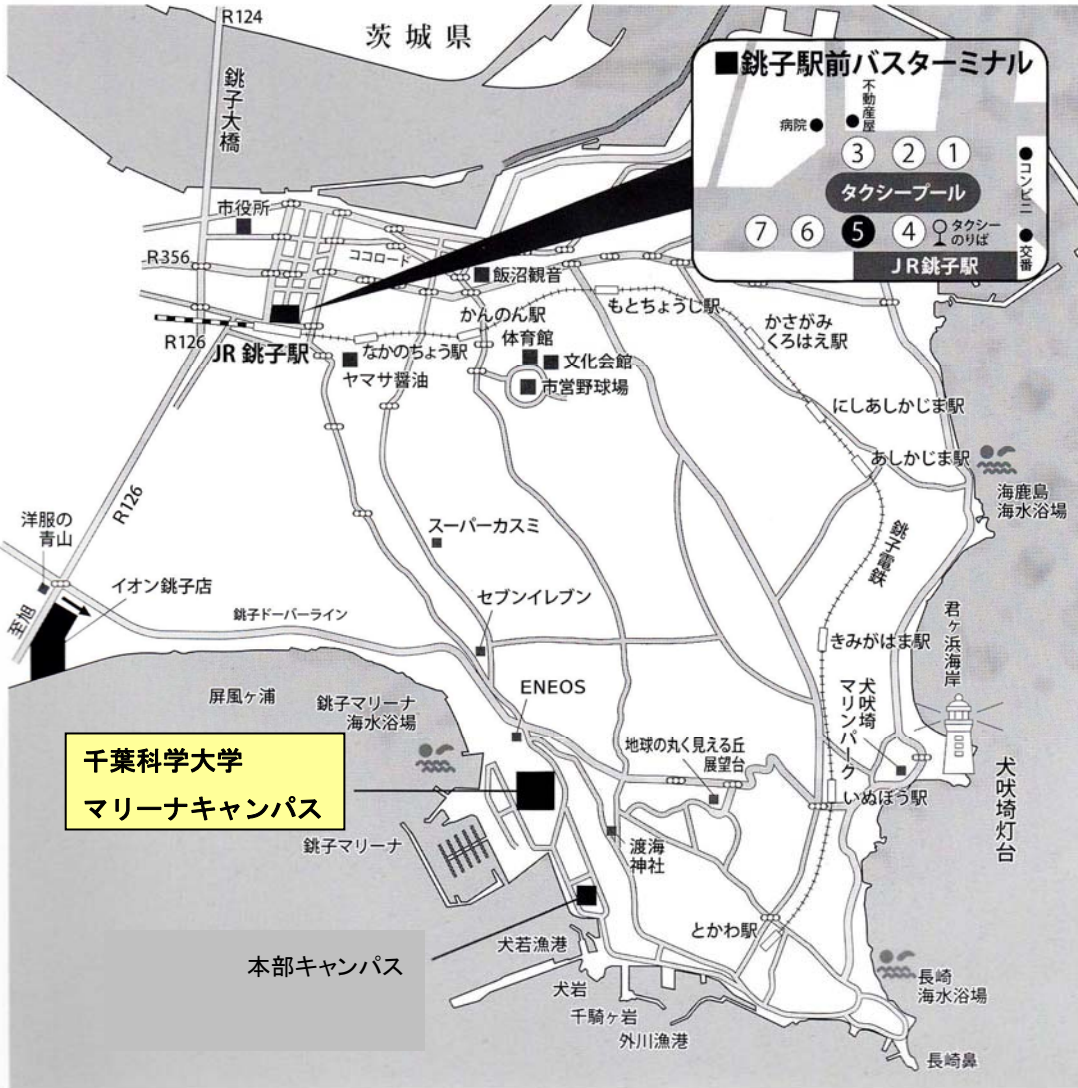 R124
茨城県
銚子大橋
■銚子駅前バスターミナル
不動産屋
病院
3
2
1
タクシープール
コンビニ
7
6
5
4
タクシー
のりば
交番
JR銚子駅
市役所
ココロード
R356
飯沼観音
R126
JR 銚子駅
なかのちょう駅
かんのん駅
もとちょうじ駅
かさがみ
くろはえ駅
ヤマサ醤油
体育館
文化会館
市営野球場
にしあしかじま駅
あしかじま駅
海鹿島
海水浴場
R126
洋服の
青山
スーパーカスミ
銚子電鉄
イオン銚子店
至旭
銚子ドーバーライン
セブンイレブン
きみがはま駅
君ヶ浜海岸
屏風ヶ浦
銚子マリーナ
海水浴場
ENEOS
地球の丸く見える丘
展望台
犬吠埼
マリンパーク
いぬぼう駅
犬吠埼灯台
千葉科学大学
マリーナキャンパス
銚子マリーナ
渡海
神社
とかわ駅
本部キャンパス
犬若漁港
犬岩
千騎ヶ岩
外川漁港
長崎
海水浴場
長崎鼻